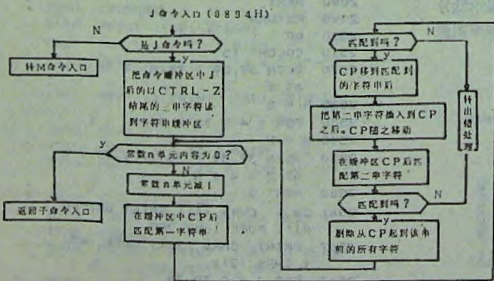 J命令入口(0894H)
N
是J命令吗?
转M命令入口
y
把命令缓冲区中J
后的以CTRL-Z
结尾的三串字符读
到字符串缓冲区
y
常数n单元内容为0?
N
常数n单元减1
返回子命令入口
在缓冲区中CP后
匹配第一字符串
匹配到吗?
N
y
CP移到匹配到
的字符串后
把第二串字符插入到CP
之后。CP随之移动
在缓冲区CP后匹
配第三串字符
匹配到吗?
N
y
删除从CP起到该串
前的所有字符
转出错处理